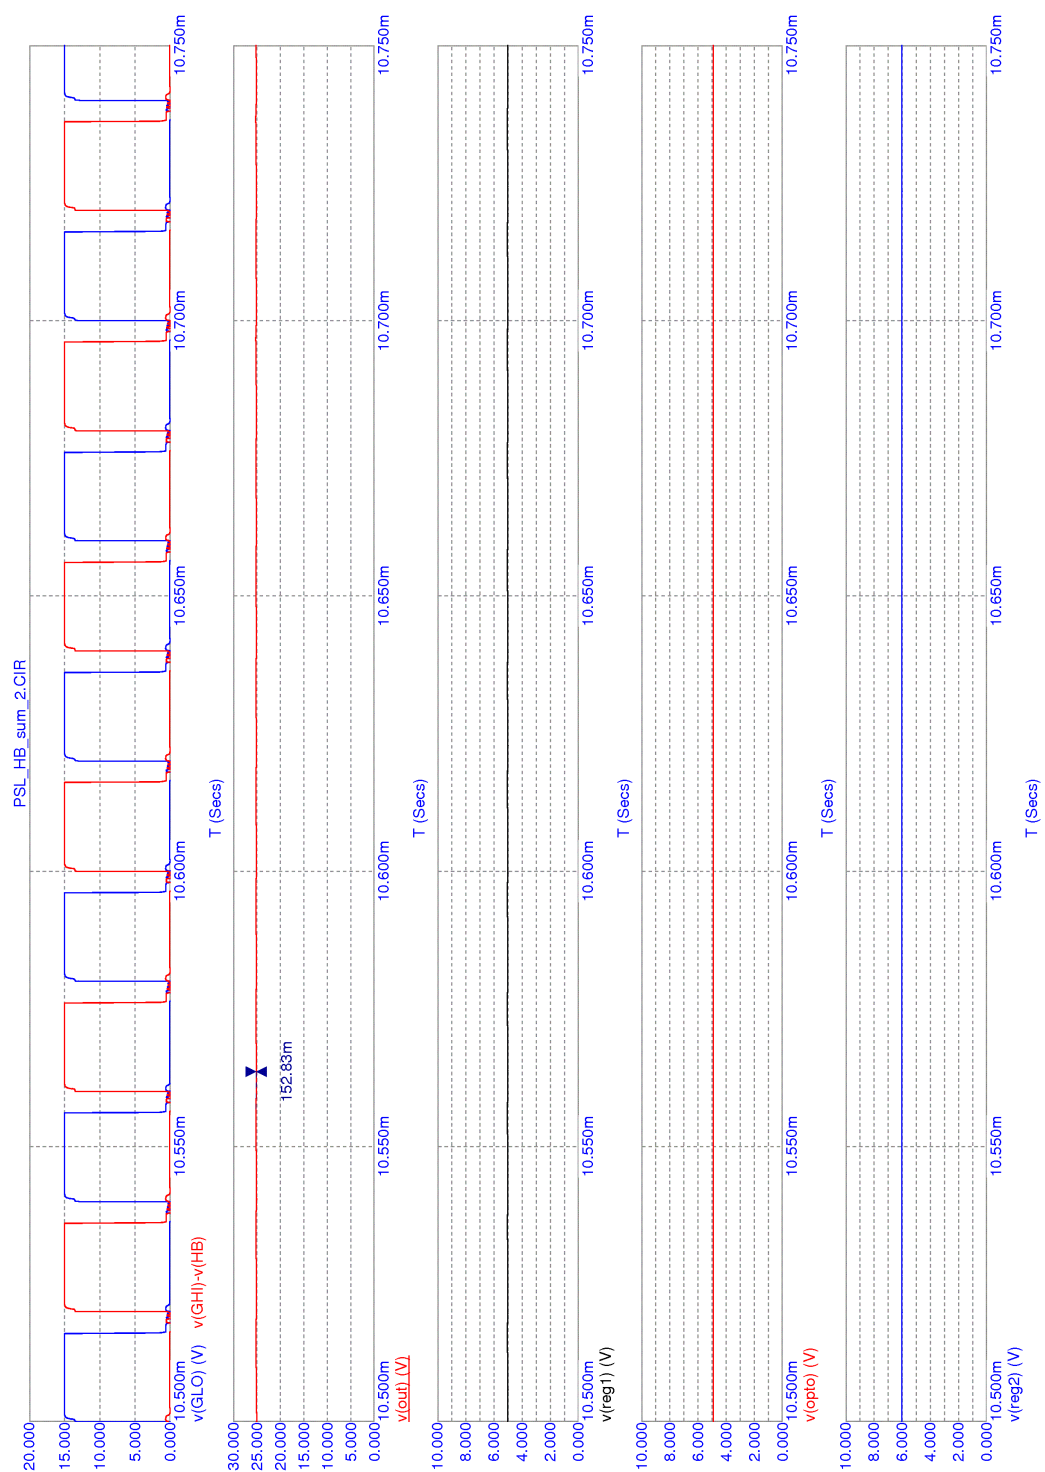 PSL_HB_sum_2.CIR
20.000
15.000
10.000
5.000
0.000
10.500m
10.550m
10.600m
10.650m
10.700m
10.750m
v(GLO) (V)
v(GHI)-v(HB)
T (Secs)
30.000
25.000
20.000
15.000
10.000
5.000
0.000
152.83m
10.500m
10.550m
10.600m
10.650m
10.700m
10.750m
v(out) (V)
T (Secs)
10.000
8.000
6.000
4.000
2.000
0.000
10.500m
10.550m
10.600m
10.650m
10.700m
10.750m
v(reg1) (V)
T (Secs)
10.000
8.000
6.000
4.000
2.000
0.000
10.500m
10.550m
10.600m
10.650m
10.700m
10.750m
v(opto) (V)
T (Secs)
10.000
8.000
6.000
4.000
2.000
0.000
10.500m
10.550m
10.600m
10.650m
10.700m
10.750m
v(reg2) (V)
T (Secs)